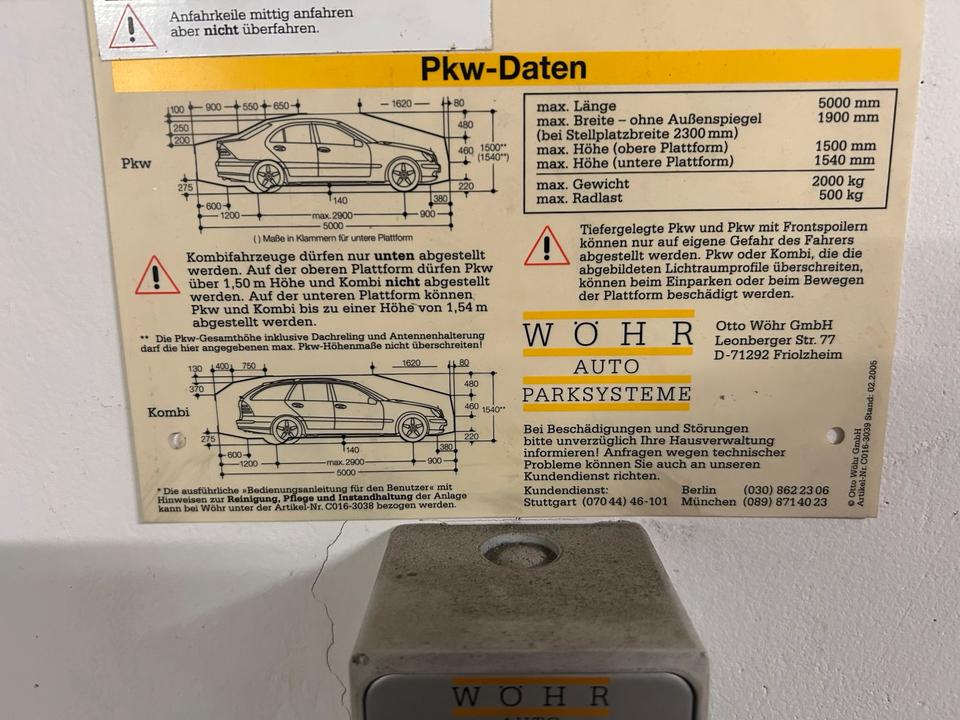 Anfahrkeile mittig anfahren
aber nicht überfahren.
Pkw-Daten
100 900 550 650 1620 80
250
200
480
460 1500**
(1540**)
Pkw
275
220
140
600
380
1200 max. 2900 900
5000
( ) Maße in Klammern für untere Plattform
max. Länge 5000 mm
max. Breite - ohne Außenspiegel 1900 mm
(bei Stellplatzbreite 2300 mm)
max. Höhe (obere Plattform) 1500 mm
max. Höhe (untere Plattform) 1540 mm
max. Gewicht 2000 kg
max. Radlast 500 kg
Kombifahrzeuge dürfen nur unten abgestellt
werden. Auf der oberen Plattform dürfen Pkw
über 1,50 m Höhe und Kombi nicht abgestellt
werden. Auf der unteren Plattform können
Pkw und Kombi bis zu einer Höhe von 1,54 m
abgestellt werden.
** Die Pkw-Gesamthöhe inklusive Dachreling und Antennenhalterung
darf die hier angegebenen max. Pkw-Höhenmaße nicht überschreiten!
Tiefergelegte Pkw und Pkw mit Frontspoilern
können nur auf eigene Gefahr des Fahrers
abgestellt werden. Pkw oder Kombi, die die
abgebildeten Lichtraumprofile überschreiten,
können beim Einparken oder beim Bewegen
der Plattform beschädigt werden.
130 400 750 1620 80
370
480
460 1540**
Kombi
275
220
140
600
380
1200 max. 2900 900
5000
* Die ausführliche »Bedienungsanleitung für den Benutzer« mit
Hinweisen zur Reinigung, Pflege und Instandhaltung der Anlage
kann bei Wöhr unter der Artikel-Nr. C016-3038 bezogen werden.
WÖHR
AUTO
PARKSYSTEME
Otto Wöhr GmbH
Leonberger Str. 77
D-71292 Friolzheim
Bei Beschädigungen und Störungen
bitte unverzüglich Ihre Hausverwaltung
informieren! Anfragen wegen technischer
Probleme können Sie auch an unseren
Kundendienst richten.
Kundendienst: Berlin (030) 862 23 06
Stuttgart (070 44) 46-101 München (089) 871 40 23
© Otto Wöhr GmbH
Artikel-Nr. C016-3039 Stand: 02.2005
WÖHR
AUTO